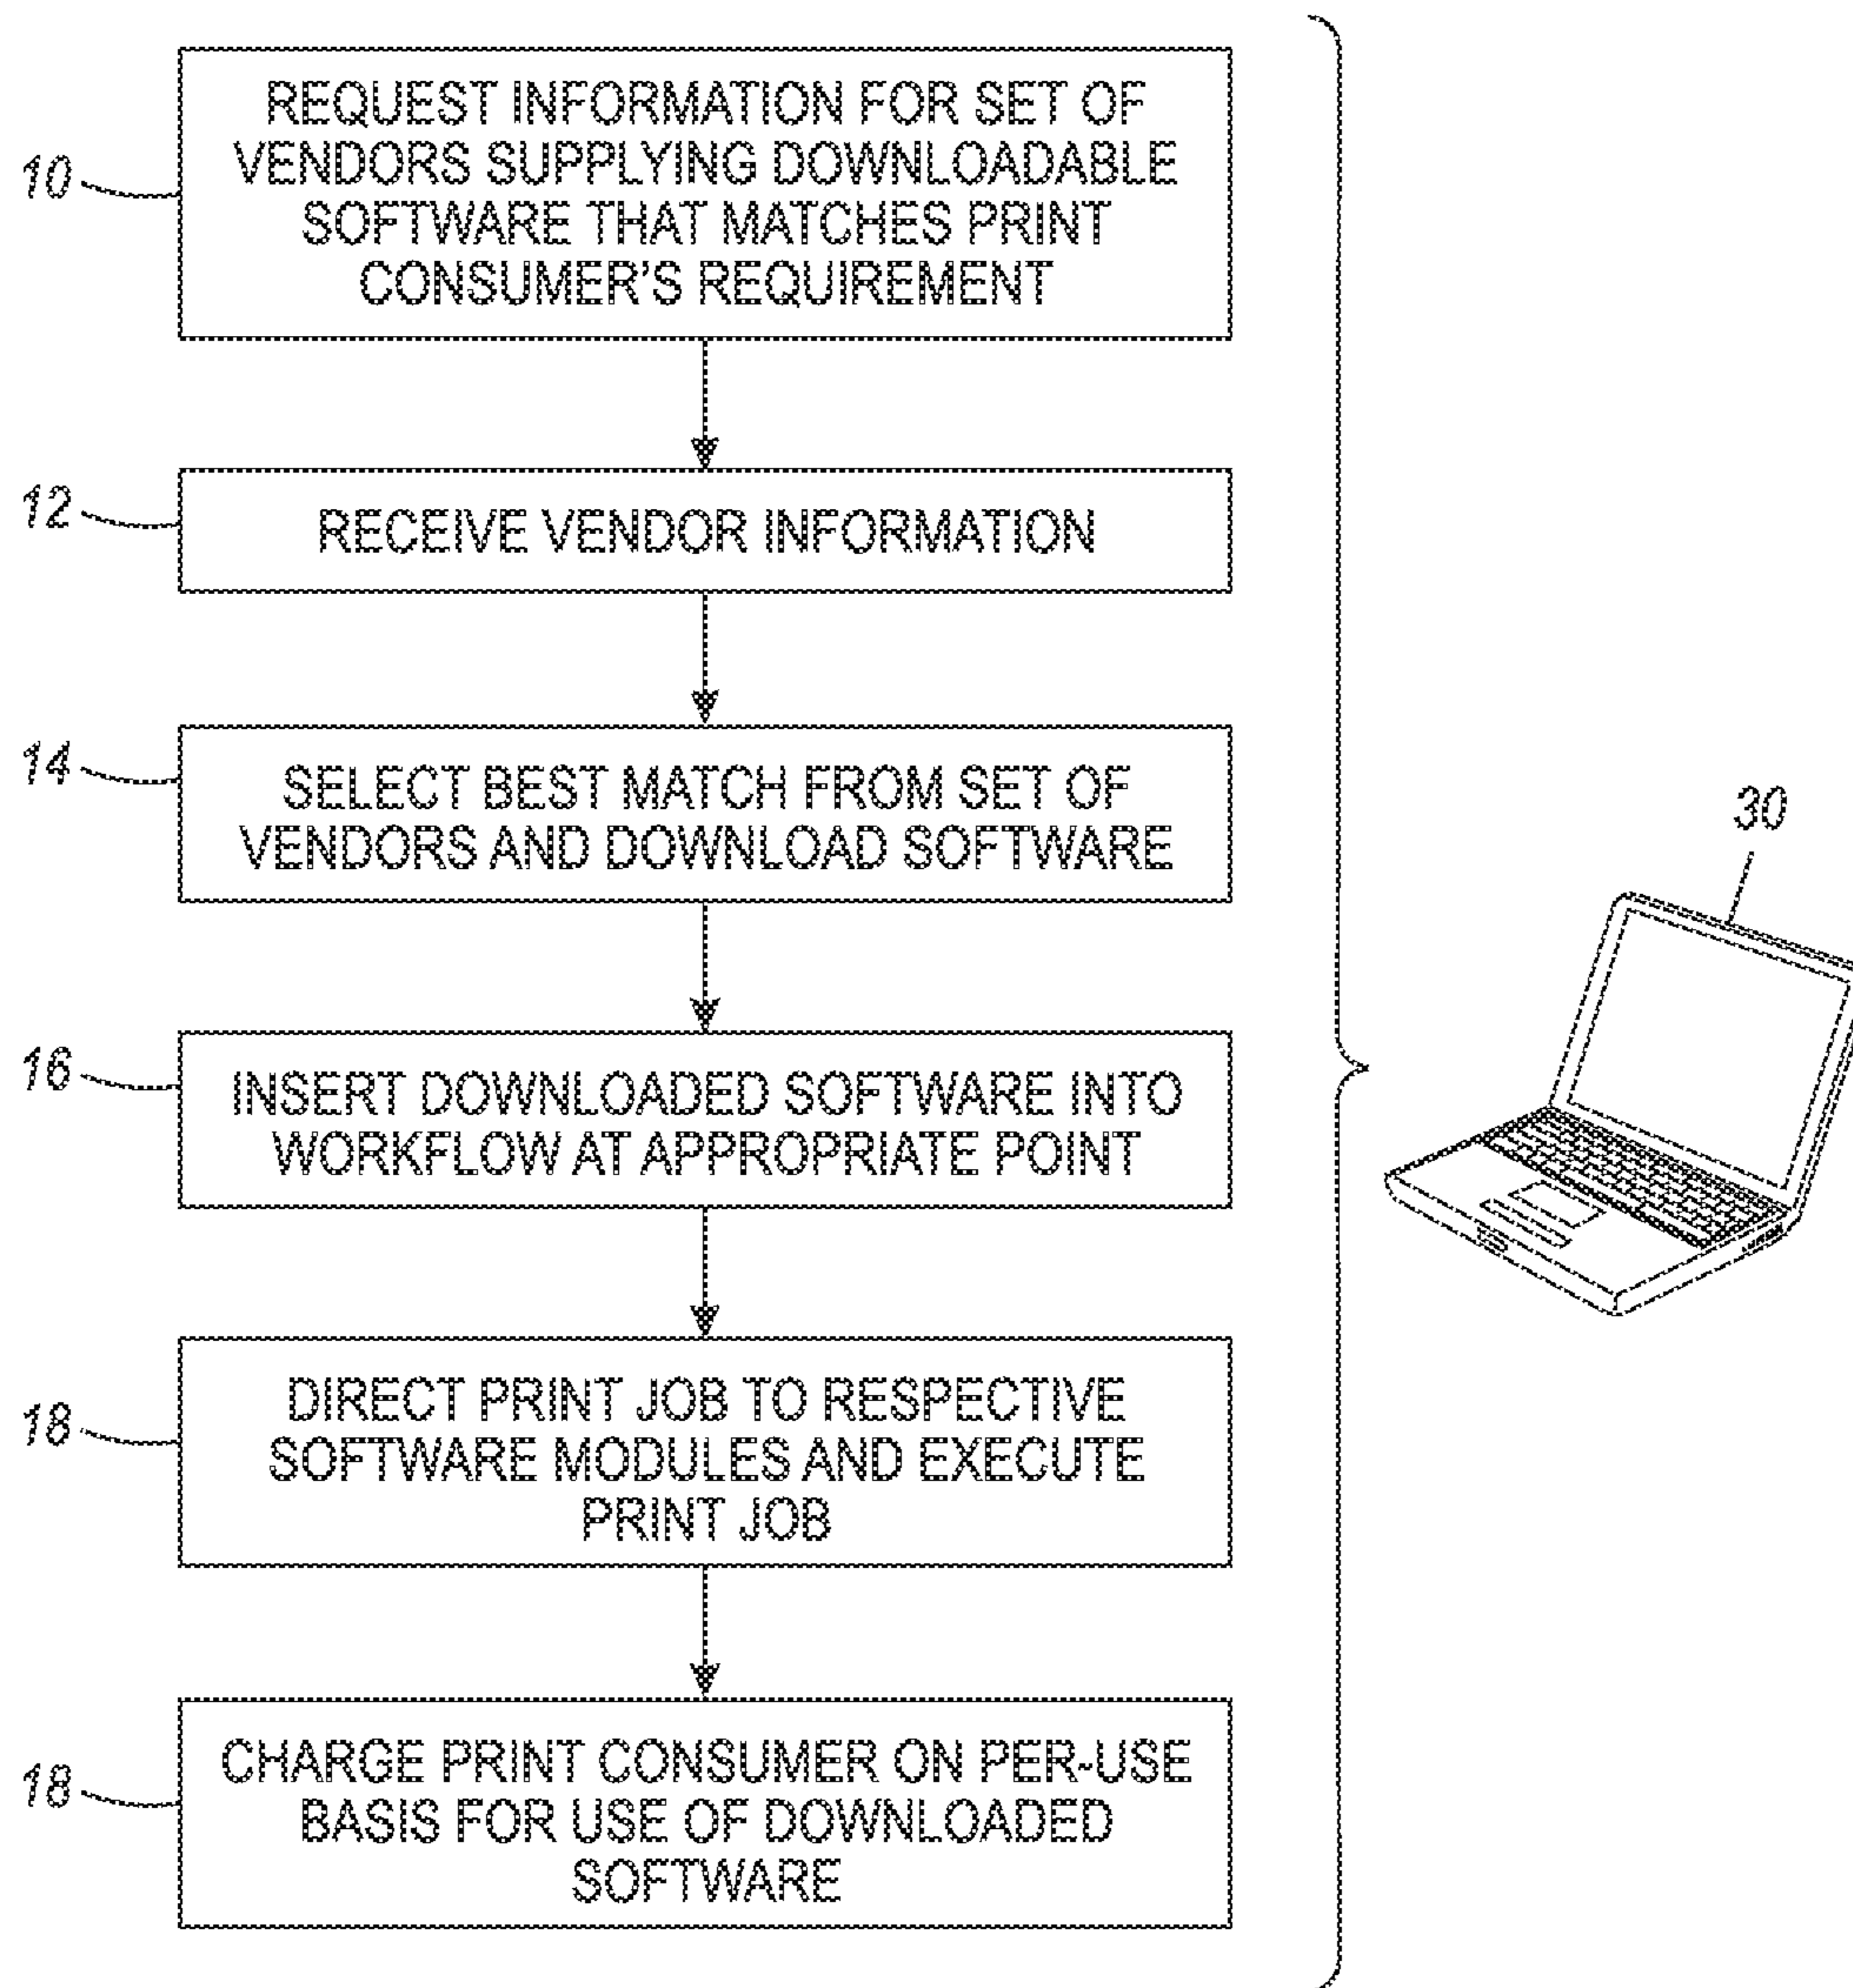 10
REQUEST INFORMATION FOR SET OF
VENDORS SUPPLYING DOWNLOADABLE
SOFTWARE THAT MATCHES PRINT
CONSUMER'S REQUIREMENT
12
RECEIVE VENDOR INFORMATION
14
SELECT BEST MATCH FROM SET OF
VENDORS AND DOWNLOAD SOFTWARE
30
16
INSERT DOWNLOADED SOFTWARE INTO
WORKFLOW AT APPROPRIATE POINT
18
DIRECT PRINT JOB TO RESPECTIVE
SOFTWARE MODULES AND EXECUTE
PRINT JOB
18
CHARGE PRINT CONSUMER ON PER-USE
BASIS FOR USE OF DOWNLOADED
SOFTWARE